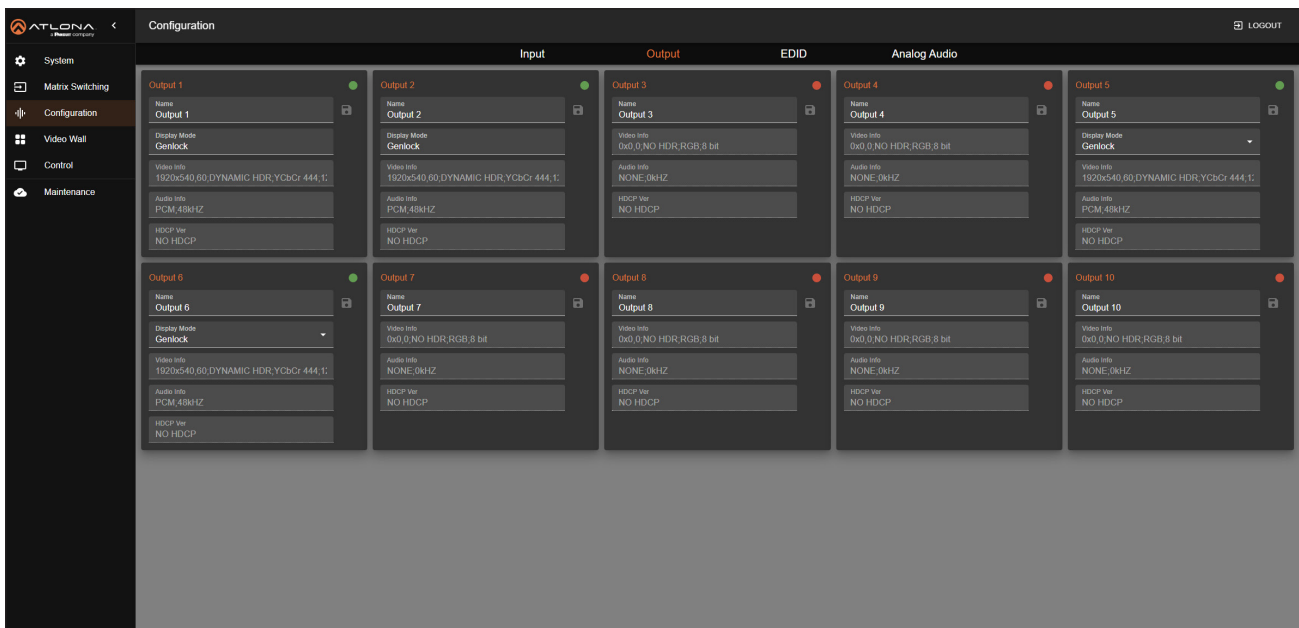 ATLONA
a Panduit company
Configuration
LOGOUT
System
Matrix Switching
Configuration
Video Wall
Control
Maintenance
Input Output EDID Analog Audio
Output 1
Name
Output 1
Display Mode
Genlock
Video Info
1920x540,60;DYNAMIC HDR;YCbCr 444;1
Audio Info
PCM;48kHZ
HDCP Ver
NO HDCP
Output 2
Name
Output 2
Display Mode
Genlock
Video Info
1920x540,60;DYNAMIC HDR;YCbCr 444;1
Audio Info
PCM;48kHZ
HDCP Ver
NO HDCP
Output 3
Name
Output 3
Video Info
0x0,0;NO HDR;RGB;8 bit
Audio Info
NONE;0kHZ
HDCP Ver
NO HDCP
Output 4
Name
Output 4
Video Info
0x0,0;NO HDR;RGB;8 bit
Audio Info
NONE;0kHZ
HDCP Ver
NO HDCP
Output 5
Name
Output 5
Display Mode
Genlock
Video Info
1920x540,60;DYNAMIC HDR;YCbCr 444;1
Audio Info
PCM;48kHZ
HDCP Ver
NO HDCP
Output 6
Name
Output 6
Display Mode
Genlock
Video Info
1920x540,60;DYNAMIC HDR;YCbCr 444;1
Audio Info
PCM;48kHZ
HDCP Ver
NO HDCP
Output 7
Name
Output 7
Video Info
0x0,0;NO HDR;RGB;8 bit
Audio Info
NONE;0kHZ
HDCP Ver
NO HDCP
Output 8
Name
Output 8
Video Info
0x0,0;NO HDR;RGB;8 bit
Audio Info
NONE;0kHZ
HDCP Ver
NO HDCP
Output 9
Name
Output 9
Video Info
0x0,0;NO HDR;RGB;8 bit
Audio Info
NONE;0kHZ
HDCP Ver
NO HDCP
Output 10
Name
Output 10
Video Info
0x0,0;NO HDR;RGB;8 bit
Audio Info
NONE;0kHZ
HDCP Ver
NO HDCP